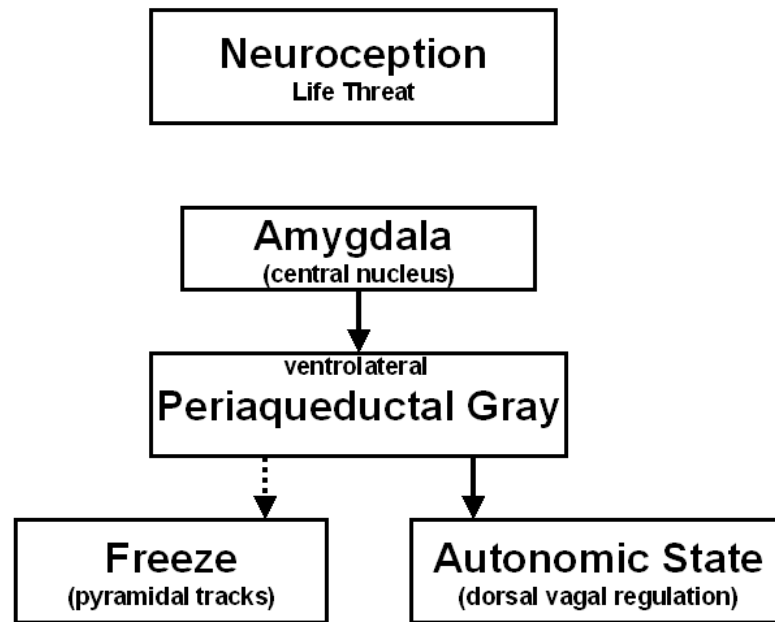 Neuroception
Life Threat
Amygdala
(central nucleus)
ventrolateral
Periaqueductal Gray
Freeze
(pyramidal tracks)
Autonomic State
(dorsal vagal regulation)